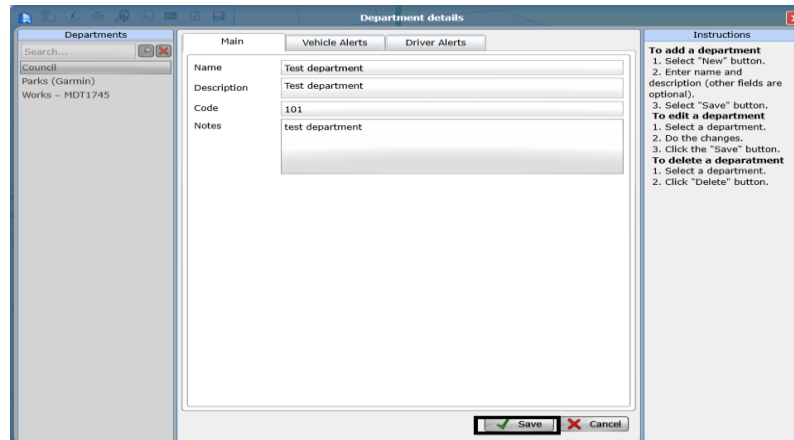 Department details
Departments
Search...
Council
Parks (Garmin)
Works – MDT1745
Main
Vehicle Alerts
Driver Alerts
Name
Test department
Description
Test department
Code
101
Notes
test department
Save
Cancel
Instructions
To add a department
1. Select "New" button.
2. Enter name and
description (other fields are
optional).
3. Select "Save" button.
To edit a department
1. Select a department.
2. Do the changes.
3. Click the "Save" button.
To delete a deparatment
1. Select a department.
2. Click "Delete" button.